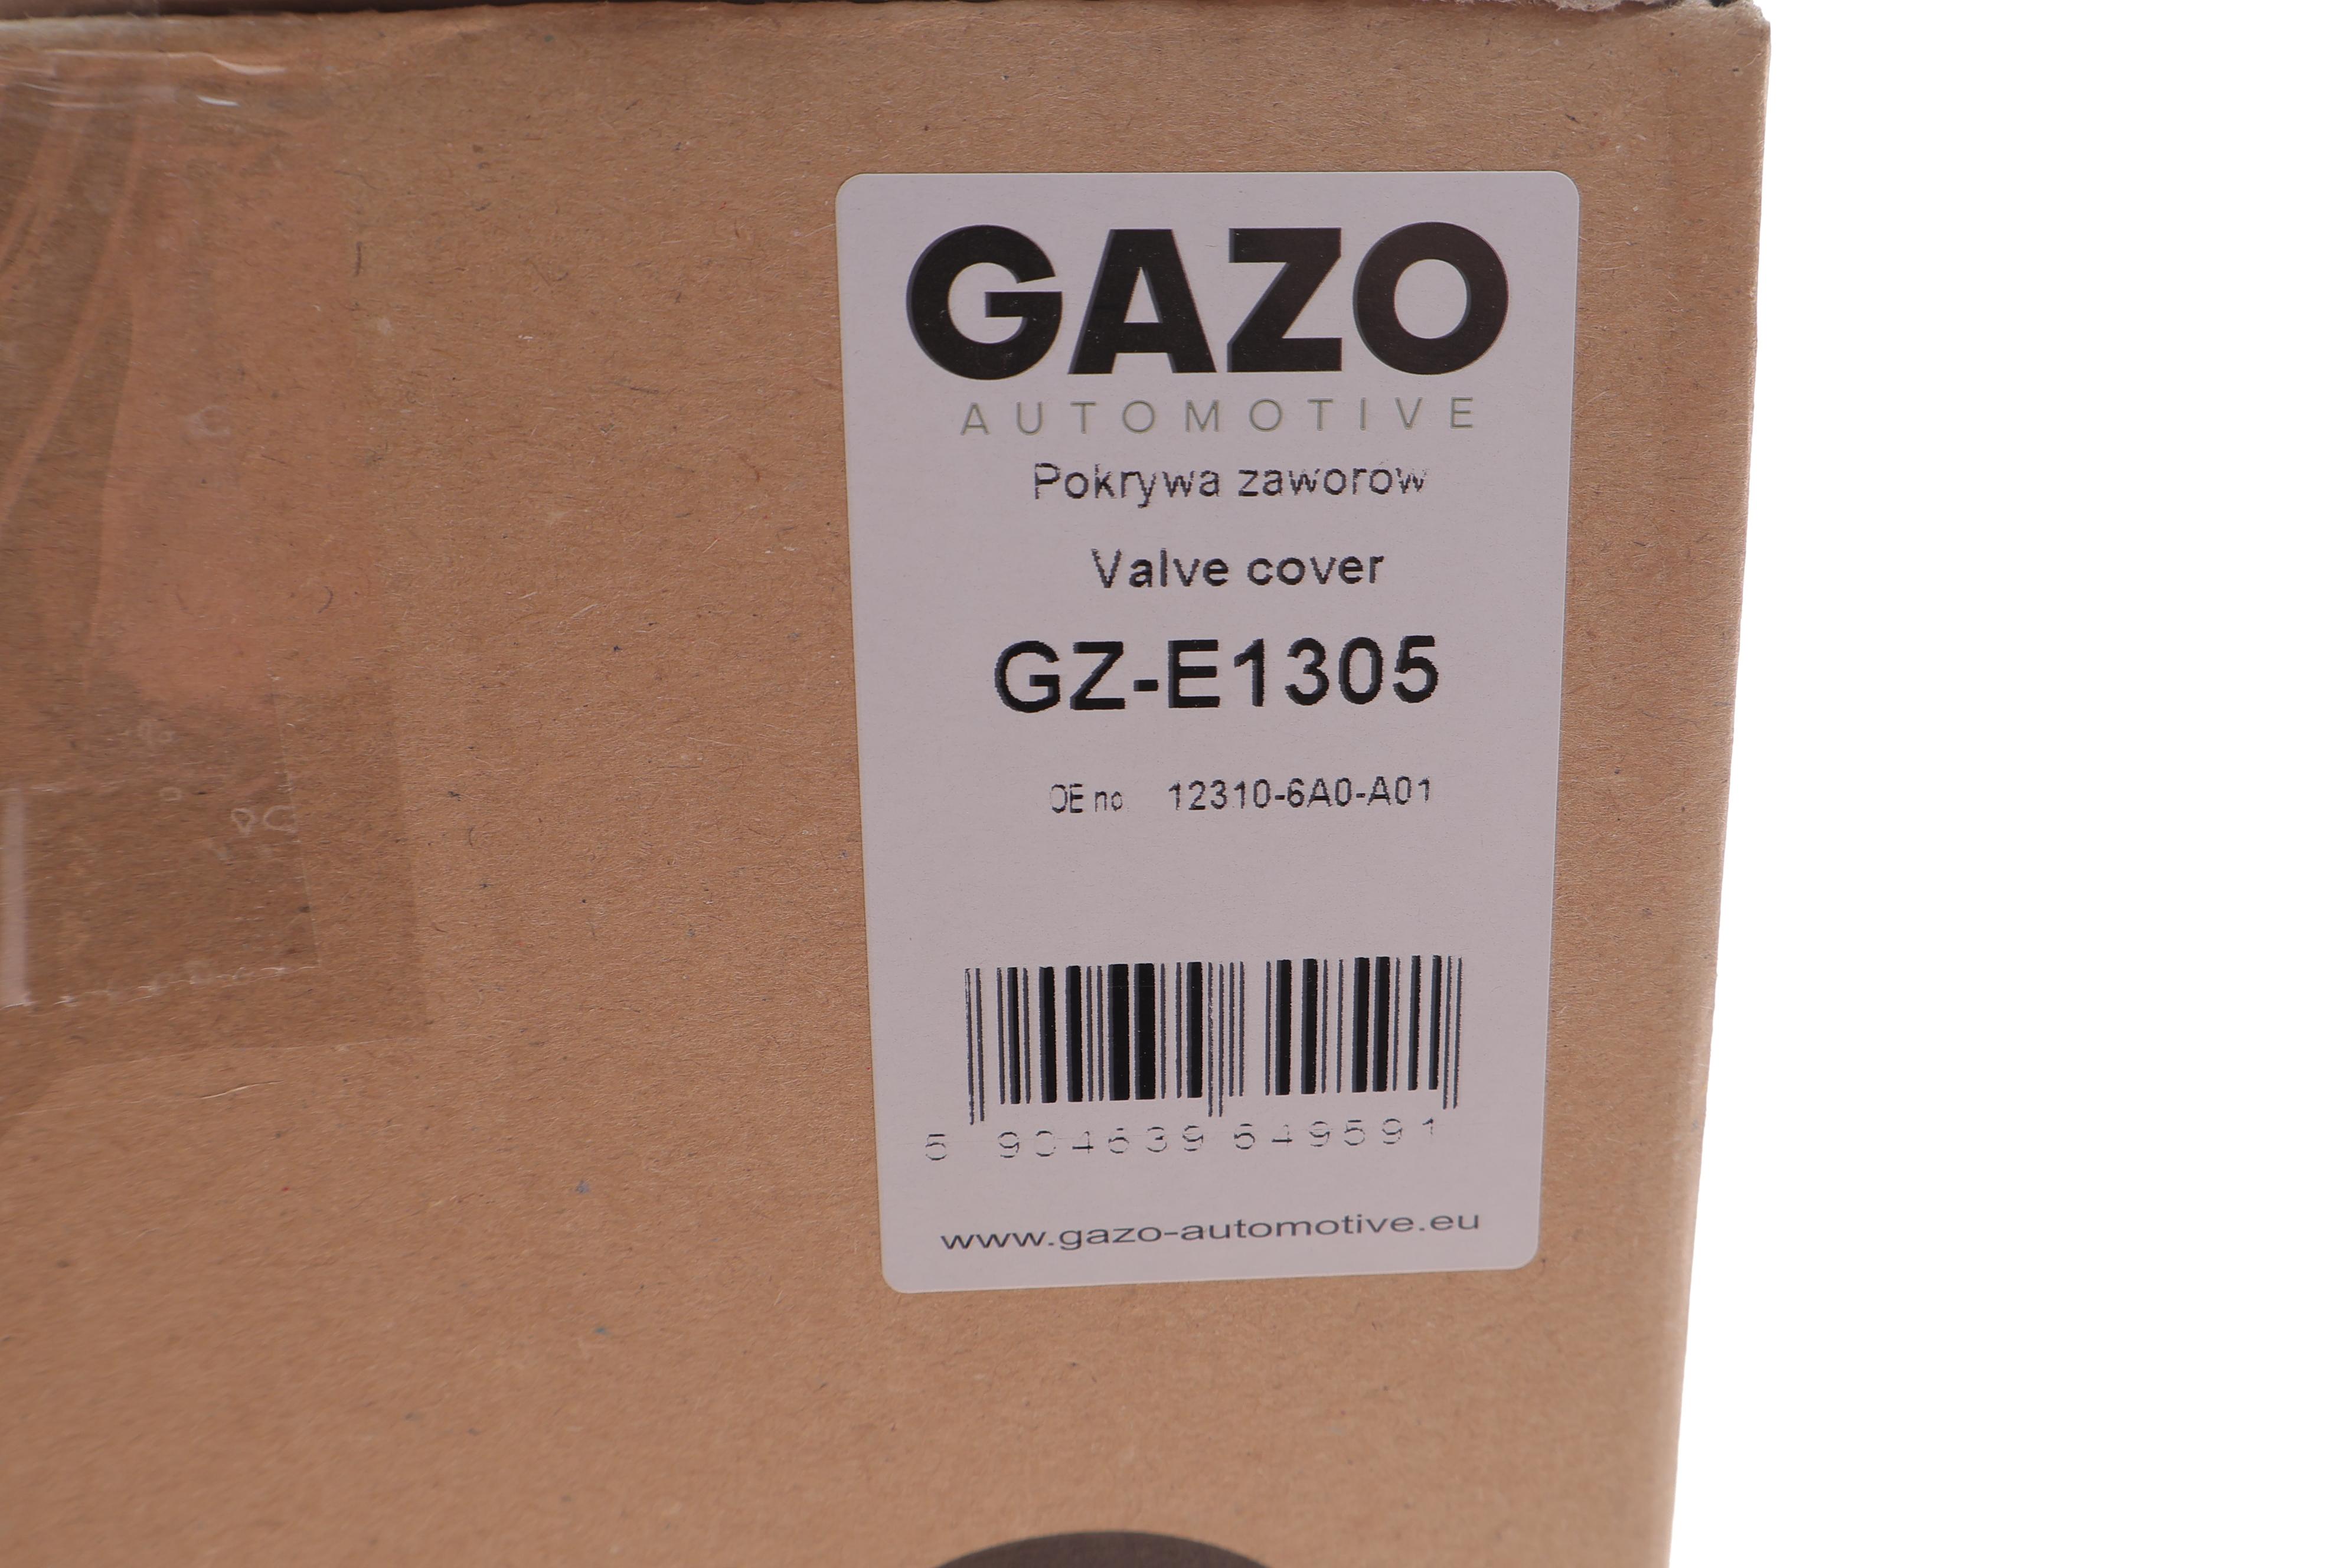 GAZO
AUTOMOTIVE
Pokrywa zaworów
Valve cover
GZ-E1305
OE no 12310-6A0-A01
5 904639 649591
www.gazo-automotive.eu